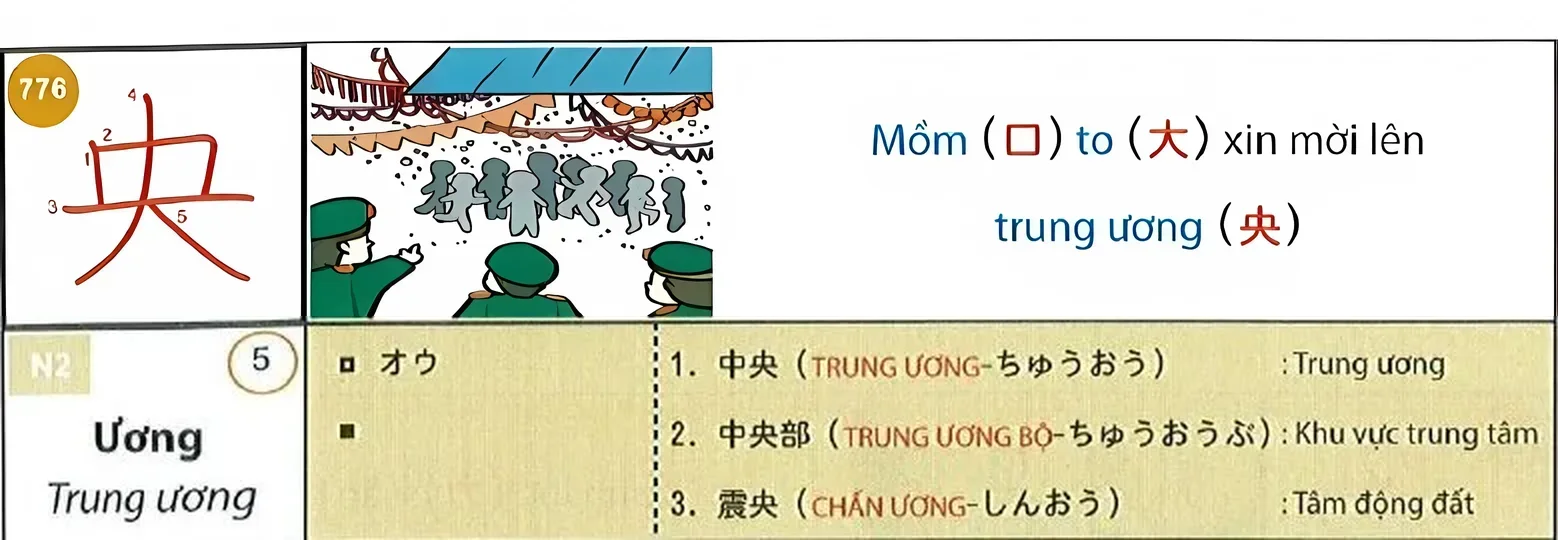 776
4
2
1
3
5
Mồm (口) to (大) xin mời lên
trung ương (央)
N2
5
Ương
Trung ương
オウ
1. 中央 (TRUNG ƯƠNG-ちゅうおう) : Trung ương
2. 中央部 (TRUNG ƯƠNG BỘ-ちゅうおうぶ) : Khu vực trung tâm
3. 震央 (CHẤN ƯƠNG-しんおう) : Tâm động đất